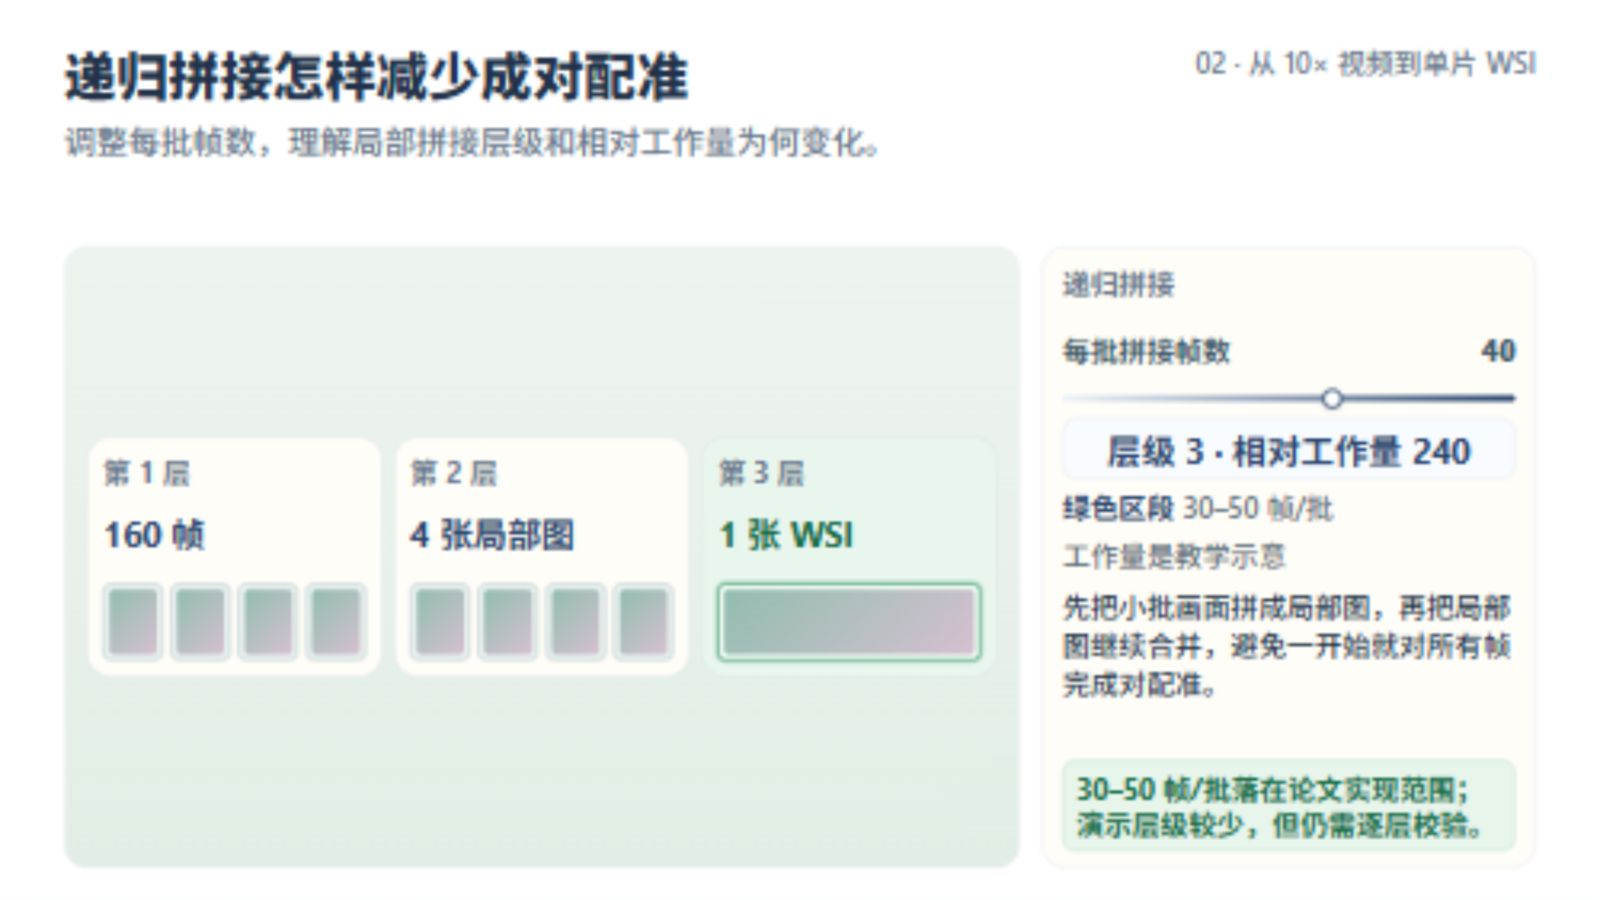 递归拼接怎样减少成对配准
02 · 从 10× 视频到单片 WSI
调整每批帧数，理解局部拼接层级和相对工作量为何变化。
第 1 层
160 帧
第 2 层
4 张局部图
第 3 层
1 张 WSI
递归拼接
每批拼接帧数
40
层级 3 · 相对工作量 240
绿色区段 30–50 帧/批
工作量是教学示意
先把小批画面拼成局部图，再把局部
图继续合并，避免一开始就对所有帧
完成对配准。
30–50 帧/批落在论文实现范围；
演示层级较少，但仍需逐层校验。